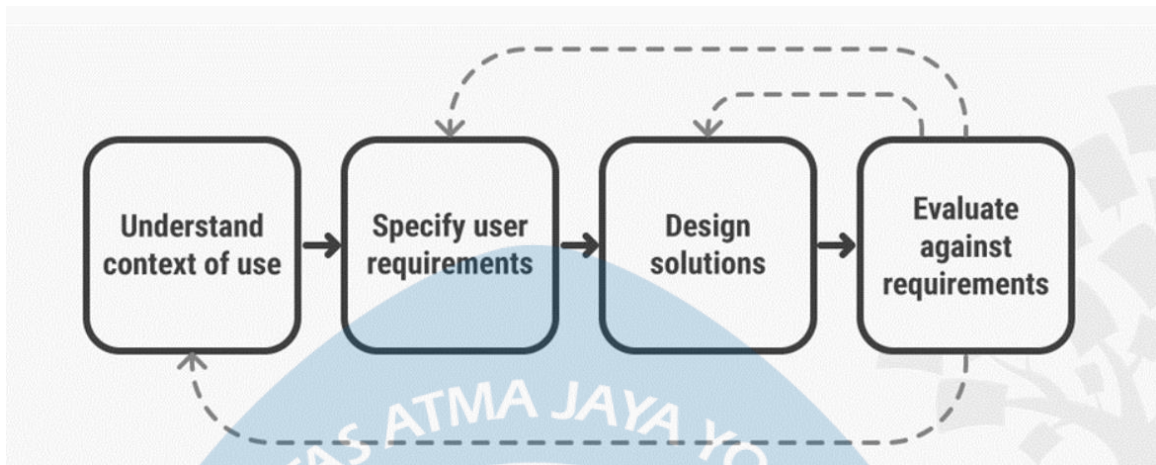 Understand
context of use
Specify user
requirements
Design
solutions
Evaluate
against
requirements
ATMA JAYA